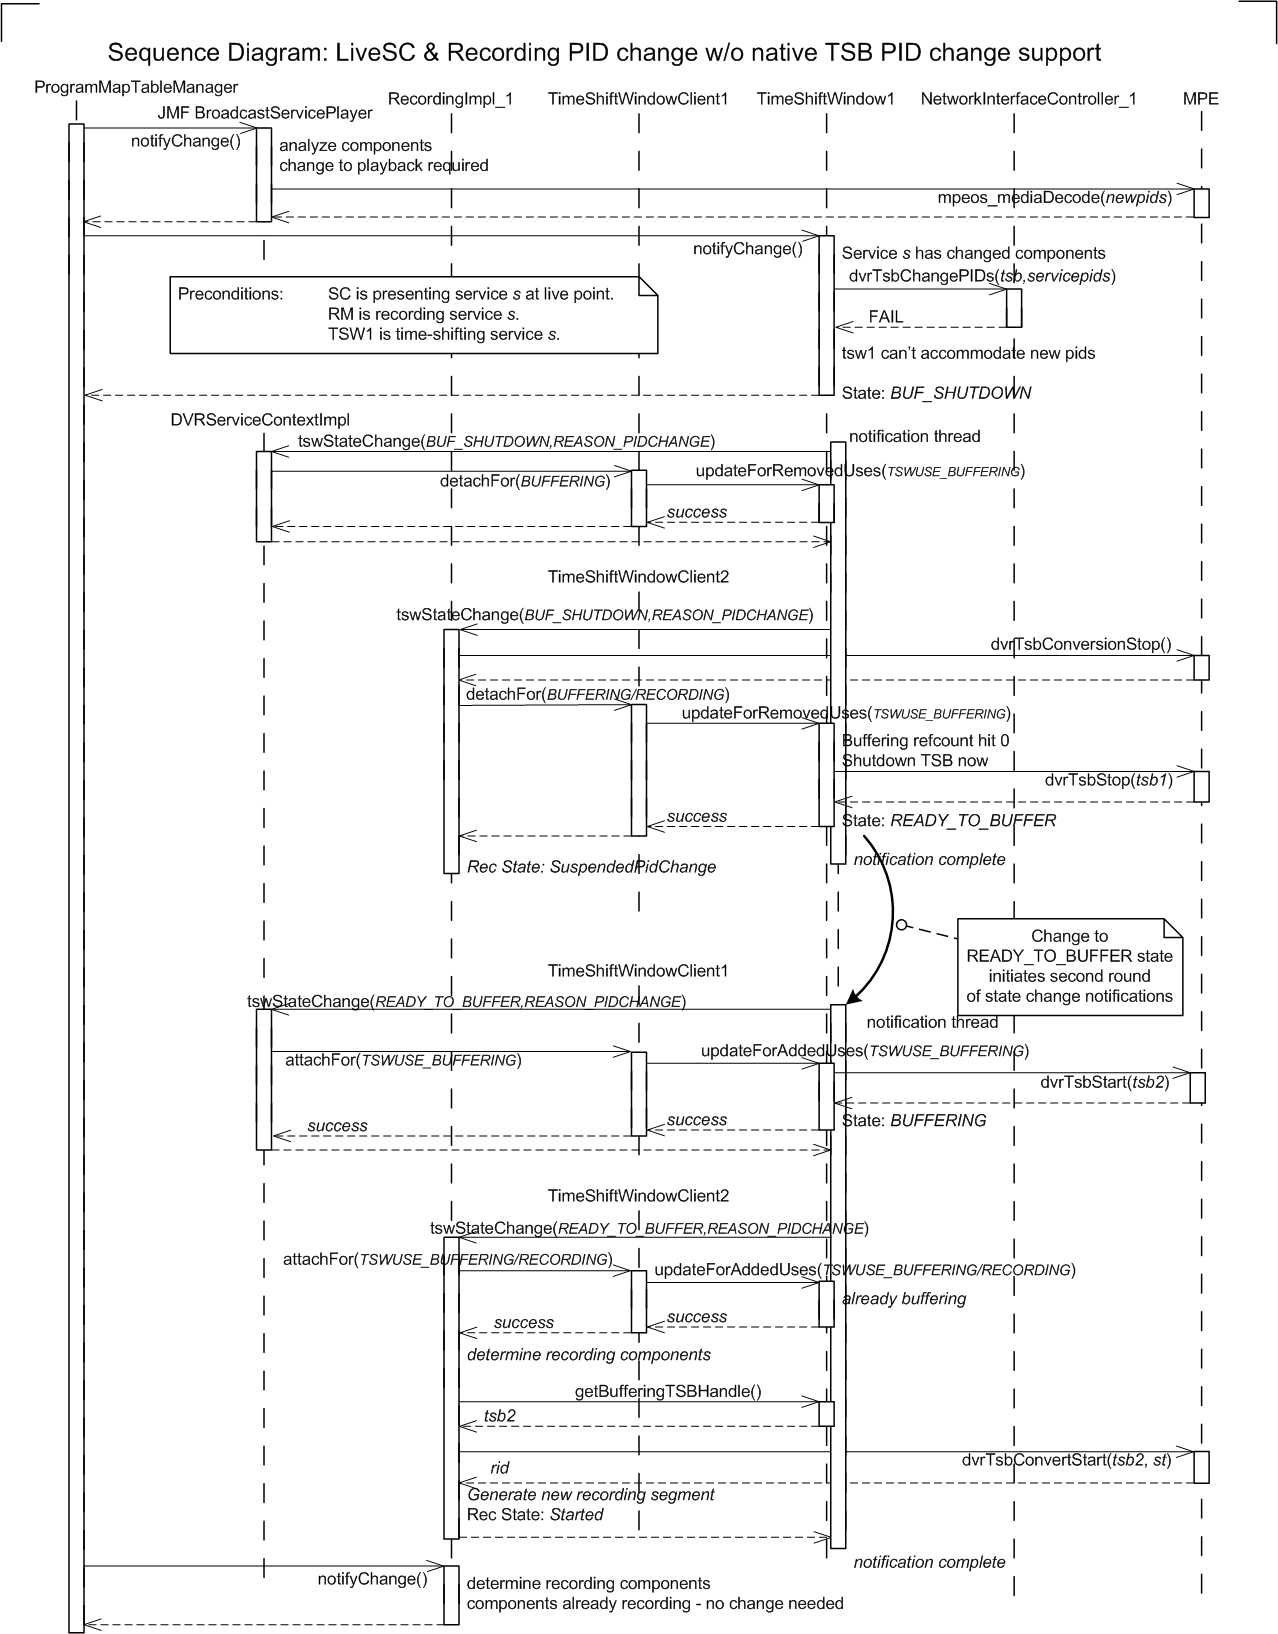 Sequence Diagram: LiveSC & Recording PID change w/o native TSB PID change support
ProgramMapTableManager
JMF BroadcastServicePlayer
RecordingImpl_1
TimeShiftWindowClient1
TimeShiftWindow1
NetworkInterfaceController_1
MPE
notifyChange()
analyze components
change to playback required
mpeos_mediaDecode(newpids)
notifyChange()
Service s has changed components
dvrTsbChangePIDs(tsb,servicepids)
Preconditions: SC is presenting service s at live point.
RM is recording service s.
TSW1 is time-shifting service s.
FAIL
tsw1 can't accommodate new pids
State: BUF_SHUTDOWN
DVRServiceContextImpl
tswStateChange(BUF_SHUTDOWN,REASON_PIDCHANGE)
notification thread
detachFor(BUFFERING)
updateForRemovedUses(TSWUSE_BUFFERING)
success
TimeShiftWindowClient2
tswStateChange(BUF_SHUTDOWN,REASON_PIDCHANGE)
dvrTsbConversionStop()
detachFor(BUFFERING/RECORDING)
updateForRemovedUses(TSWUSE_BUFFERING)
Buffering refcount hit 0
Shutdown TSB now
dvrTsbStop(tsb1)
success
State: READY_TO_BUFFER
notification complete
Rec State: SuspendedPidChange
Change to
READY_TO_BUFFER state
initiates second round
of state change notifications
TimeShiftWindowClient1
tswStateChange(READY_TO_BUFFER,REASON_PIDCHANGE)
notification thread
attachFor(TSWUSE_BUFFERING)
updateForAddedUses(TSWUSE_BUFFERING)
dvrTsbStart(tsb2)
success
success
State: BUFFERING
TimeShiftWindowClient2
tswStateChange(READY_TO_BUFFER,REASON_PIDCHANGE)
attachFor(TSWUSE_BUFFERING/RECORDING)
updateForAddedUses(TSWUSE_BUFFERING/RECORDING)
already buffering
success
success
determine recording components
getBufferingTSBHandle()
tsb2
dvrTsbConvertStart(tsb2, st)
rid
Generate new recording segment
Rec State: Started
notification complete
notifyChange()
determine recording components
components already recording - no change needed